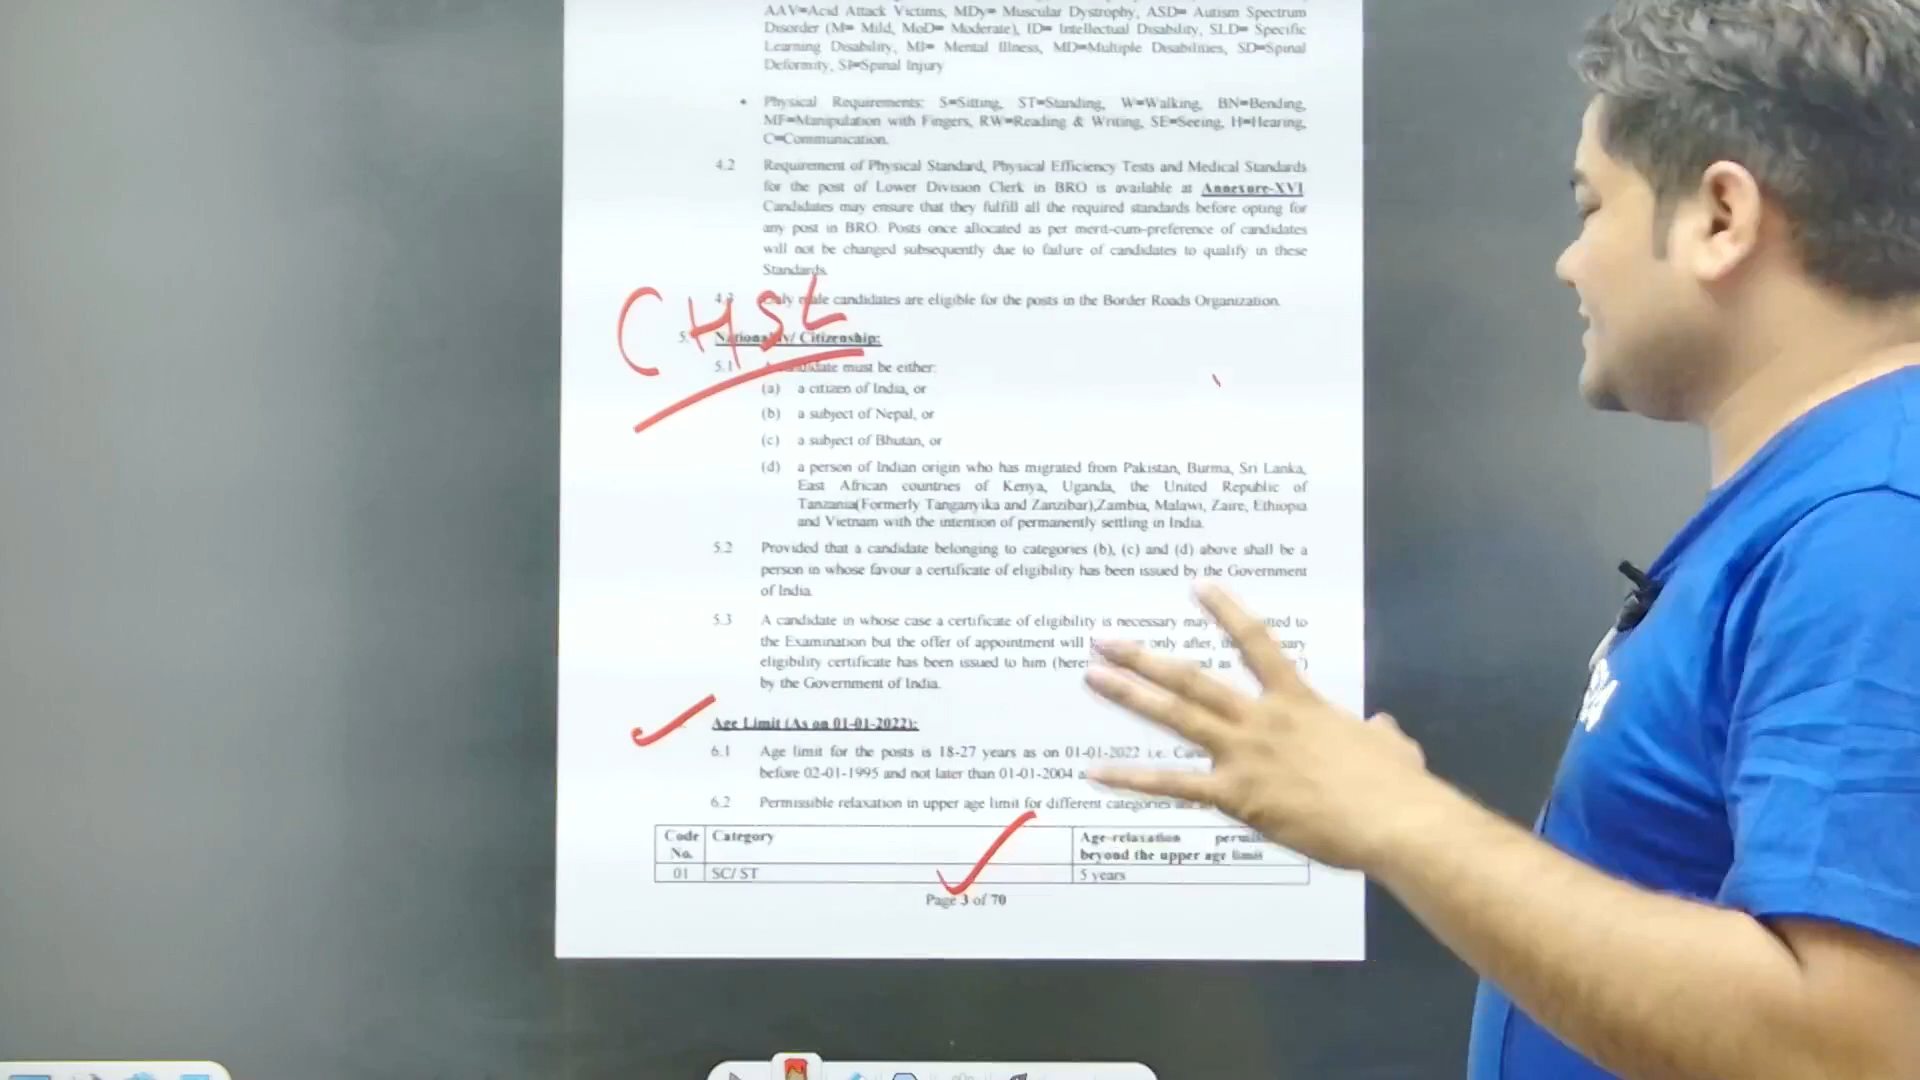 AAV=Acid Attack Victims, MDy= Muscular Dystrophy, ASD= Autism Spectrum
Disorder (M= Mild, MoD= Moderate), ID= Intellectual Disability, SLD= Specific
Learning Disability, MI= Mental Illness, MD=Multiple Disabilities, SD=Spinal
Deformity, SI=Spinal Injury
• Physical Requirements: S=Sitting, ST=Standing, W=Walking, BN=Bending,
MF=Manipulation with Fingers, RW=Reading & Writing, SE=Seeing, H=Hearing,
C=Communication.
4.2 Requirement of Physical Standard, Physical Efficiency Tests and Medical Standards
for the post of Lower Division Clerk in BRO is available at Annexure-XVI.
Candidates may ensure that they fulfill all the required standards before opting for
any post in BRO. Posts once allocated as per merit-cum-preference of candidates
will not be changed subsequently due to failure of candidates to qualify in these
Standards.
4.3 Only male candidates are eligible for the posts in the Border Roads Organization.
CHSL
5. Nationality/ Citizenship:
5.1 candidate must be either:
(a) a citizen of India, or
(b) a subject of Nepal, or
(c) a subject of Bhutan, or
(d) a person of Indian origin who has migrated from Pakistan, Burma, Sri Lanka,
East African countries of Kenya, Uganda, the United Republic of
Tanzania(Formerly Tanganyika and Zanzibar),Zambia, Malawi, Zaire, Ethiopia
and Vietnam with the intention of permanently settling in India.
5.2 Provided that a candidate belonging to categories (b), (c) and (d) above shall be a
person in whose favour a certificate of eligibility has been issued by the Government
of India.
5.3 A candidate in whose case a certificate of eligibility is necessary may to
the Examination but the offer of appointment will only after,
eligibility certificate has been issued to him as
by the Government of India.
Age Limit (As on 01-01-2022):
6.1 Age limit for the posts is 18-27 years as on 01-01-2022 i.e.
before 02-01-1995 and not later than 01-01-2004
6.2 Permissible relaxation in upper age limit for different categories
Code Category Age-relaxation
No. beyond the upper age limit
01 SC/ ST 5 years
Page 3 of 70